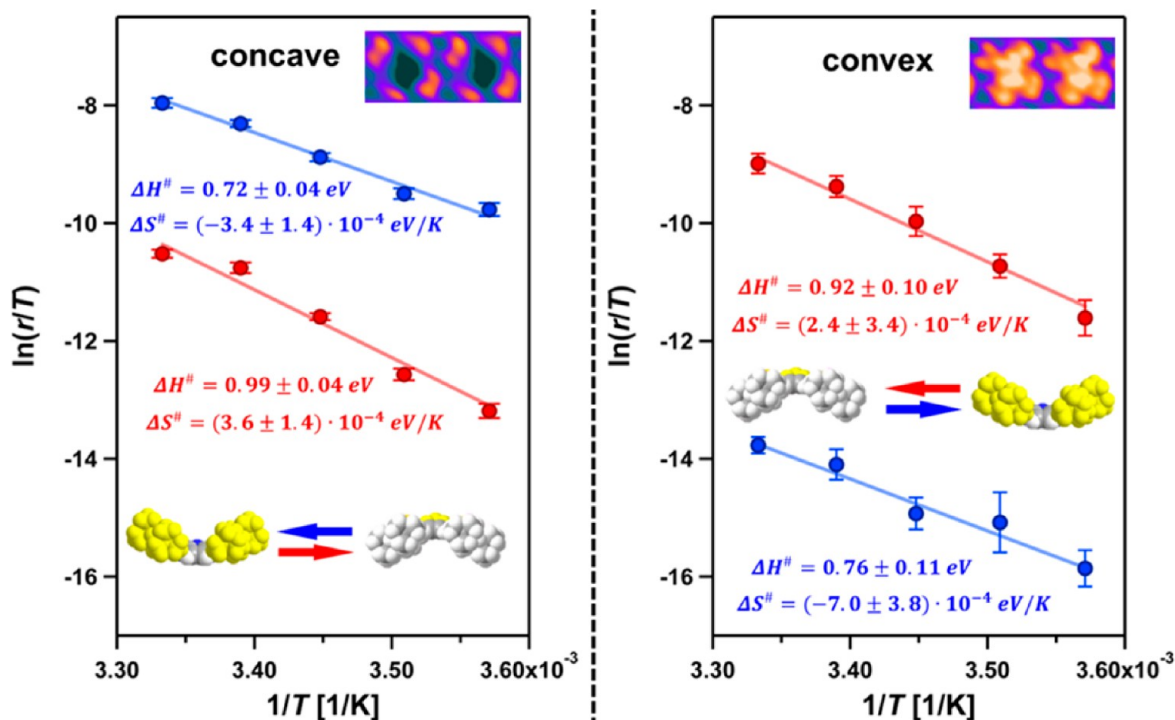 concave
-8
-10
-12
-14
-16
ln(r/T)
ΔH# = 0.72 ± 0.04 eV
ΔS# = (−3.4 ± 1.4) · 10⁻⁴ eV/K
ΔH# = 0.99 ± 0.04 eV
ΔS# = (3.6 ± 1.4) · 10⁻⁴ eV/K
3.30 3.40 3.50 3.60x10⁻³
1/T [1/K]
convex
-8
-10
-12
-14
-16
ln(r/T)
ΔH# = 0.92 ± 0.10 eV
ΔS# = (2.4 ± 3.4) · 10⁻⁴ eV/K
ΔH# = 0.76 ± 0.11 eV
ΔS# = (−7.0 ± 3.8) · 10⁻⁴ eV/K
3.30 3.40 3.50 3.60x10⁻³
1/T [1/K]